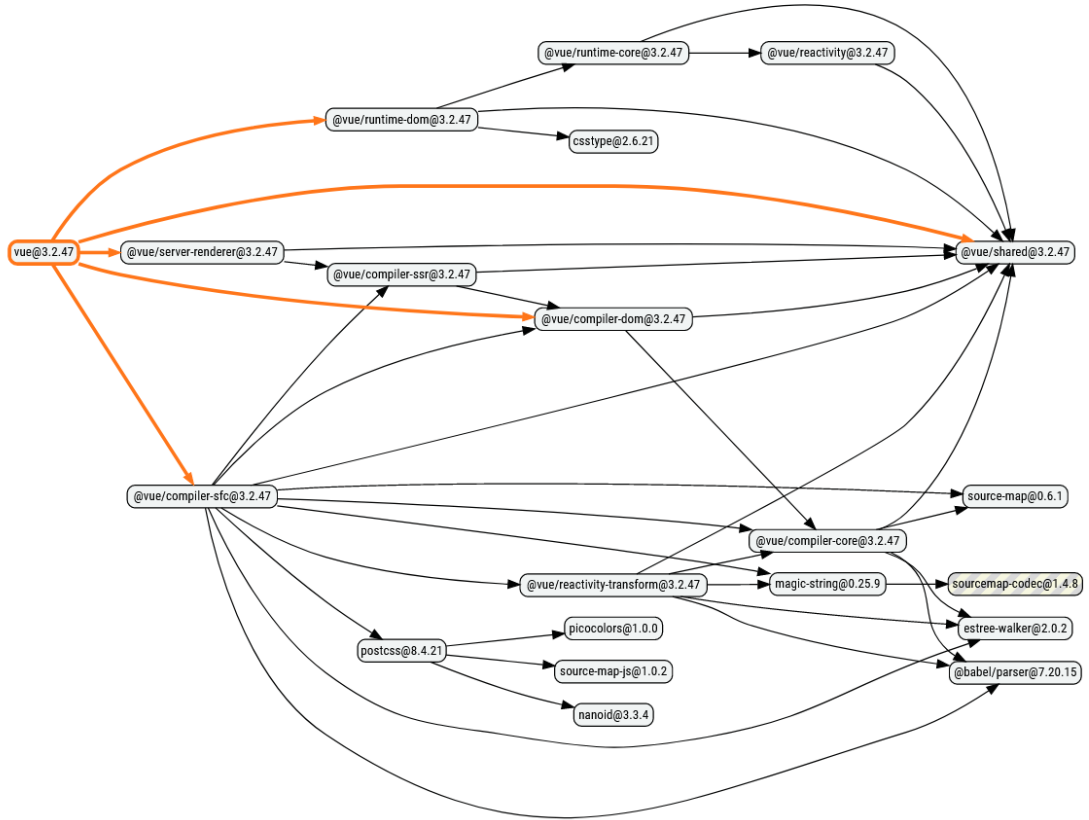 @vue/runtime-core@3.2.47
@vue/reactivity@3.2.47
@vue/runtime-dom@3.2.47
csstype@2.6.21
vue@3.2.47
@vue/server-renderer@3.2.47
@vue/shared@3.2.47
@vue/compiler-ssr@3.2.47
@vue/compiler-dom@3.2.47
@vue/compiler-sfc@3.2.47
source-map@0.6.1
@vue/compiler-core@3.2.47
@vue/reactivity-transform@3.2.47
magic-string@0.25.9
sourcemap-codec@1.4.8
picocolors@1.0.0
estree-walker@2.0.2
postcss@8.4.21
source-map-js@1.0.2
@babel/parser@7.20.15
nanoid@3.3.4